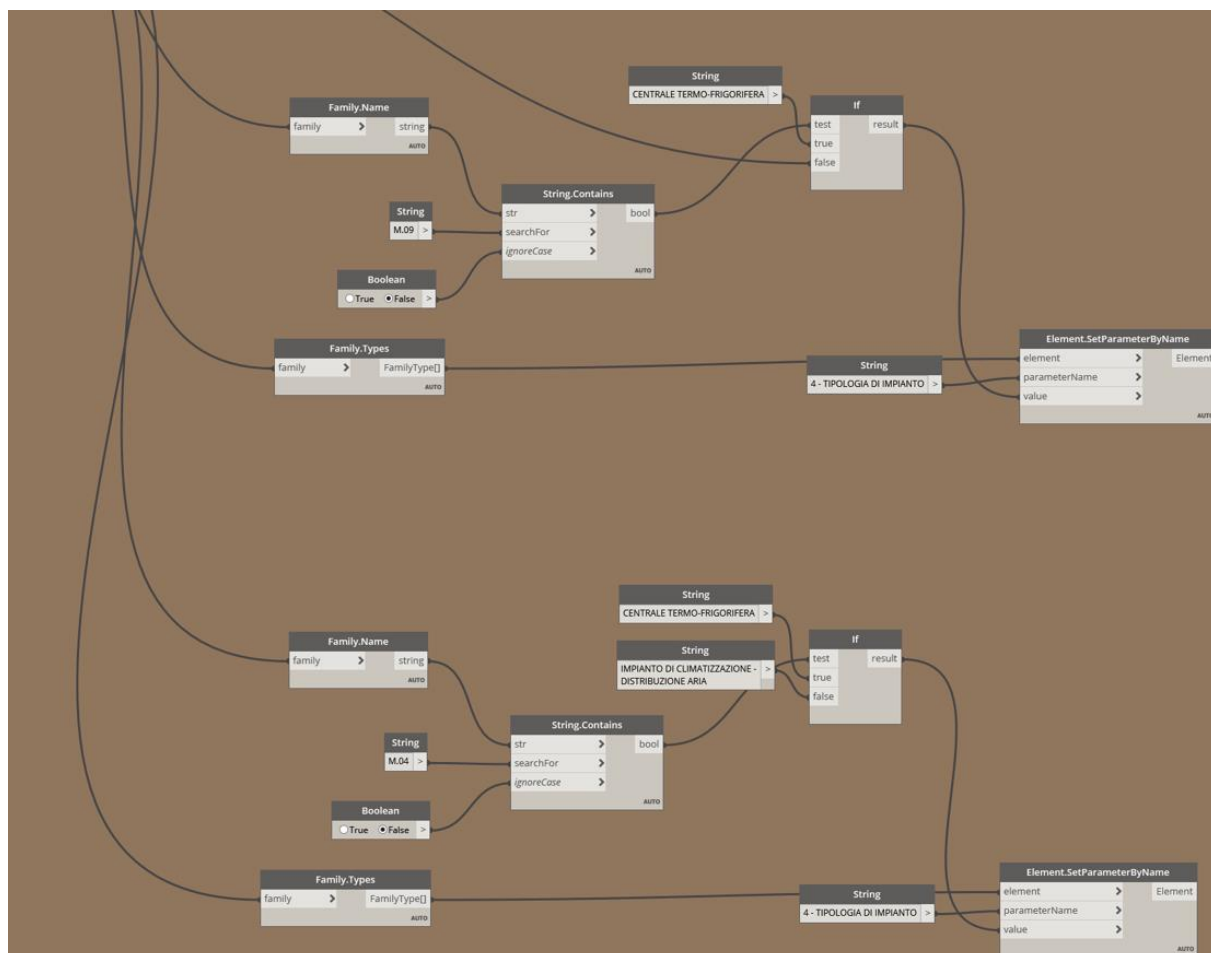 String
CENTRALE TERMO-FRIGORIFERA >
If
Family.Name
family > string
AUTO
test result
true
false
String.Contains
str > bool
searchFor >
ignoreCase >
AUTO
String
M.09 >
Boolean
True False >
Family.Types
family > FamilyType[]
AUTO
String
4 - TIPOLOGIA DI IMPIANTO >
Element.SetParameterByName
element > Element
parameterName >
value >
AUTO
String
CENTRALE TERMO-FRIGORIFERA >
String
IMPIANTO DI CLIMATIZZAZIONE - >
DISTRIBUZIONE ARIA
If
test result
true
false
Family.Name
family > string
AUTO
String.Contains
str > bool
searchFor >
ignoreCase >
AUTO
String
M.04 >
Boolean
True False >
Family.Types
family > FamilyType[]
AUTO
String
4 - TIPOLOGIA DI IMPIANTO >
Element.SetParameterByName
element > Element
parameterName >
value >
AUTO